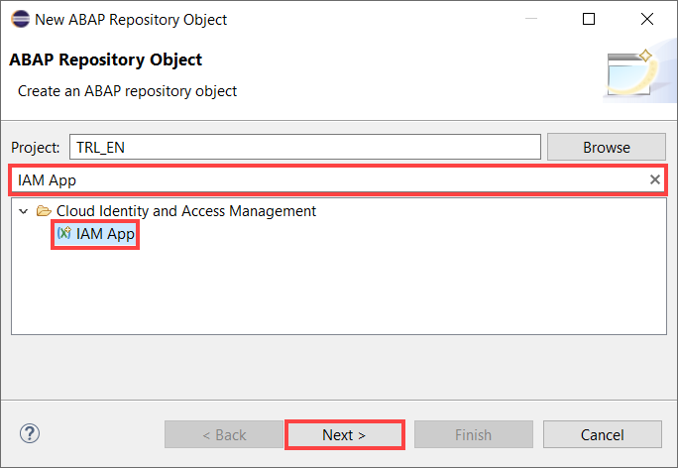 New ABAP Repository Object
ABAP Repository Object
Create an ABAP repository object
Project: TRL_EN Browse
IAM App
Cloud Identity and Access Management
IAM App
? < Back Next > Finish Cancel